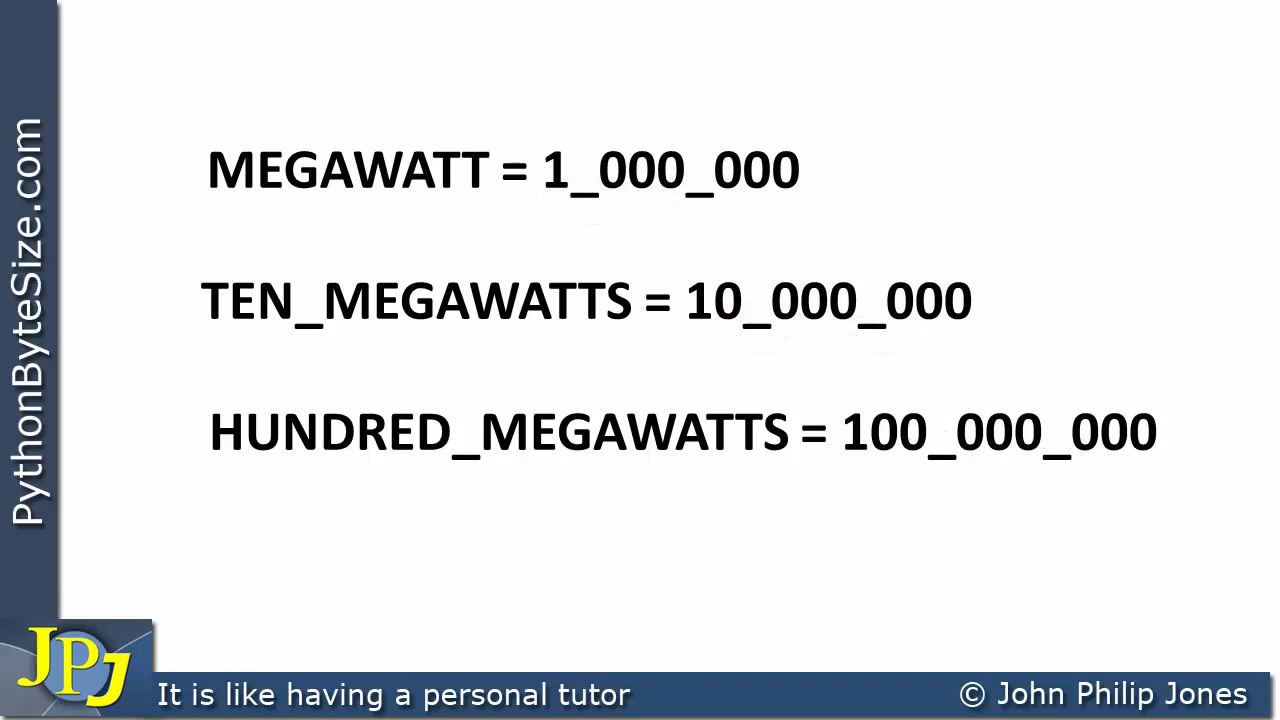 PythonByteSize.com
MEGAWATT = 1_000_000
TEN_MEGAWATTS = 10_000_000
HUNDRED_MEGAWATTS = 100_000_000
JPJ
It is like having a personal tutor
© John Philip Jones